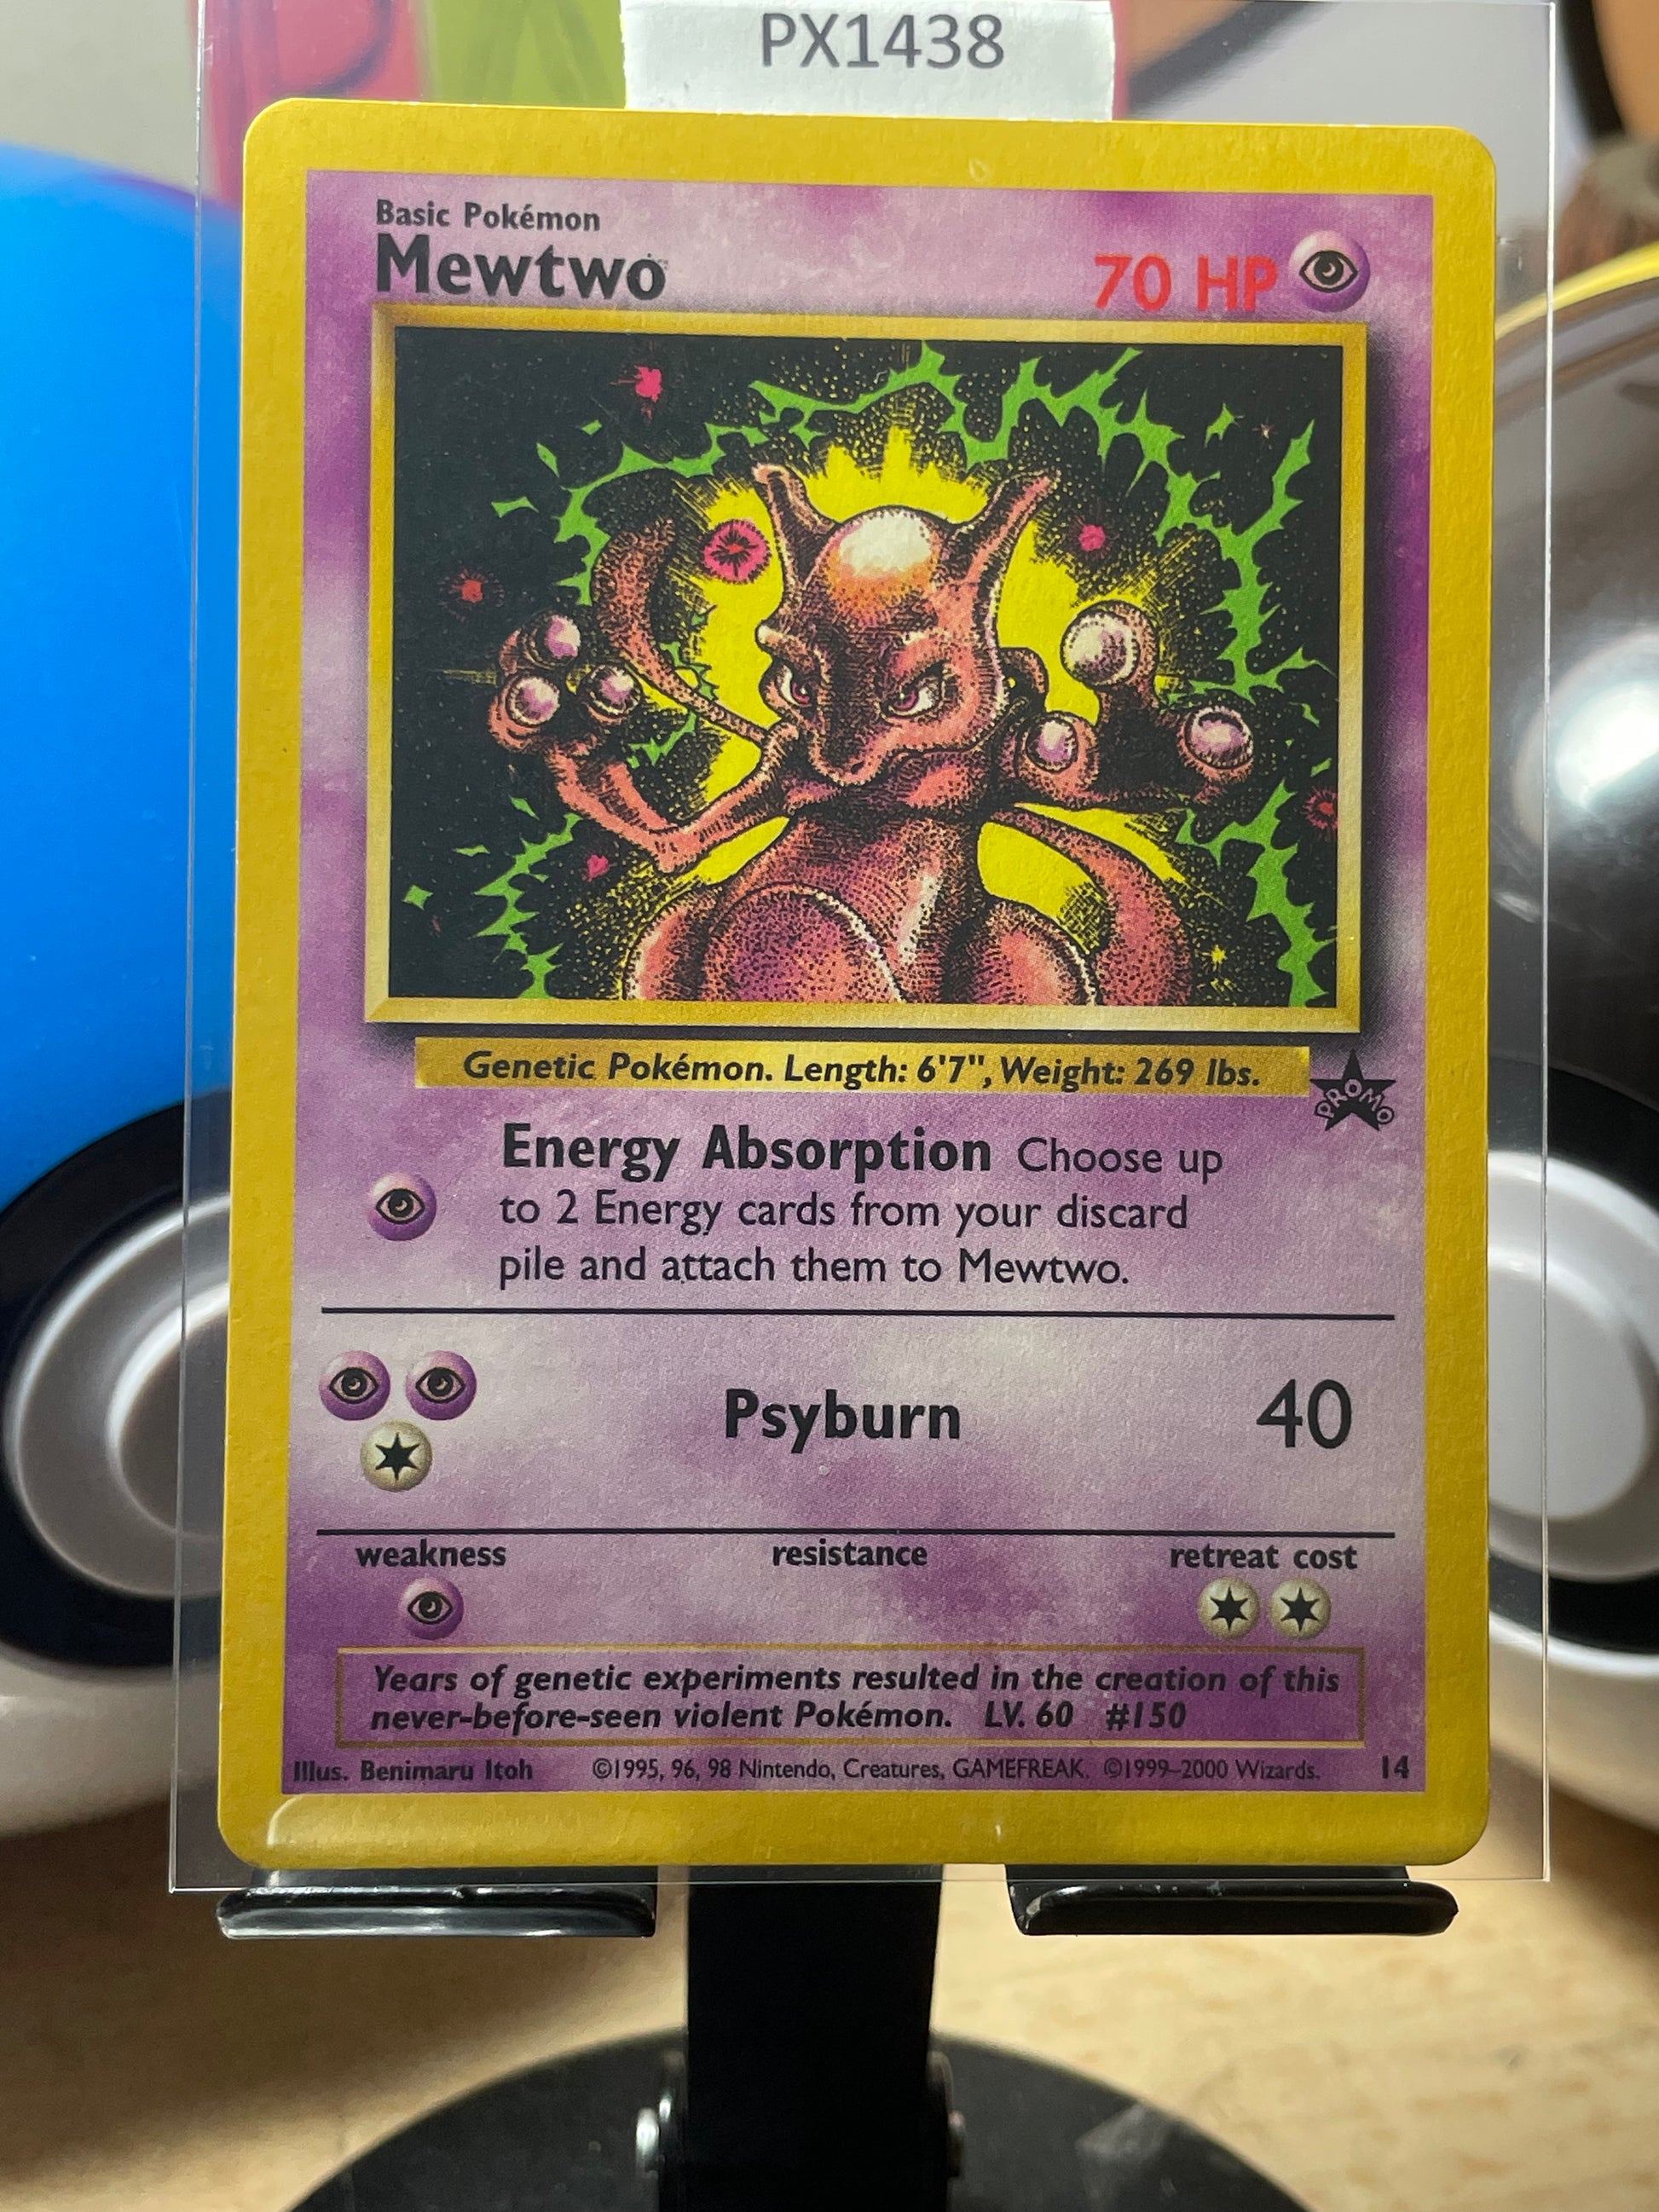 PX1438
Basic Pokémon
Mewtwo
70 HP
Genetic Pokémon. Length: 6'7", Weight: 269 lbs.
PROMO
Energy Absorption Choose up
to 2 Energy cards from your discard
pile and attach them to Mewtwo.
Psyburn 40
weakness resistance retreat cost
Years of genetic experiments resulted in the creation of this
never-before-seen violent Pokémon. LV. 60 #150
Illus. Benimaru Itoh ©1995, 96, 98 Nintendo, Creatures, GAMEFREAK. ©1999-2000 Wizards. 14